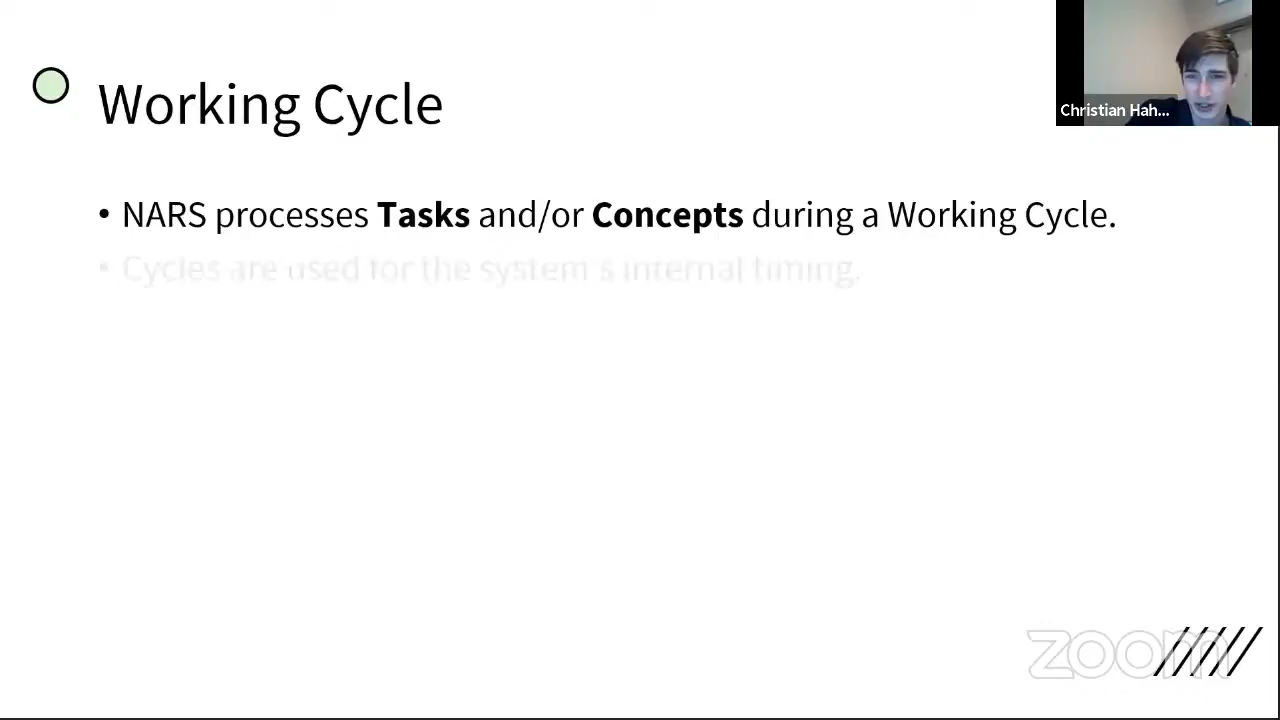 Christian Hah...
Working Cycle
• NARS processes Tasks and/or Concepts during a Working Cycle.
• Cycles are used for the system's internal timing.
zoom